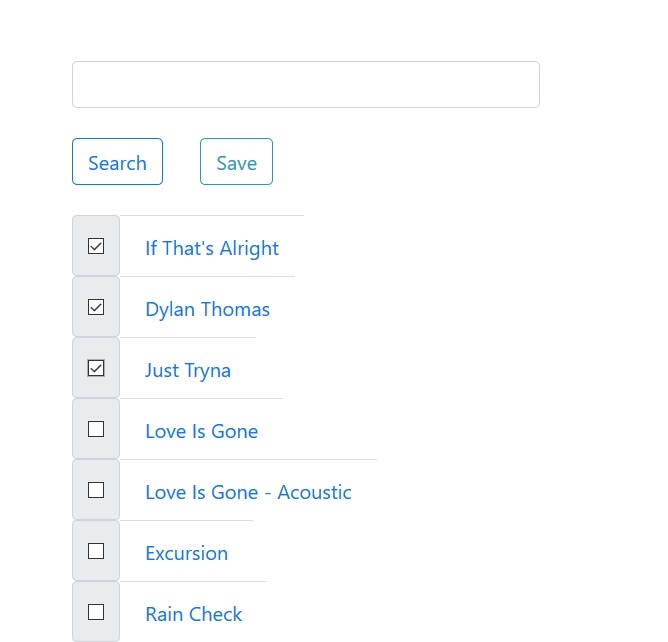 Search Save
If That's Alright
Dylan Thomas
Just Tryna
Love Is Gone
Love Is Gone - Acoustic
Excursion
Rain Check